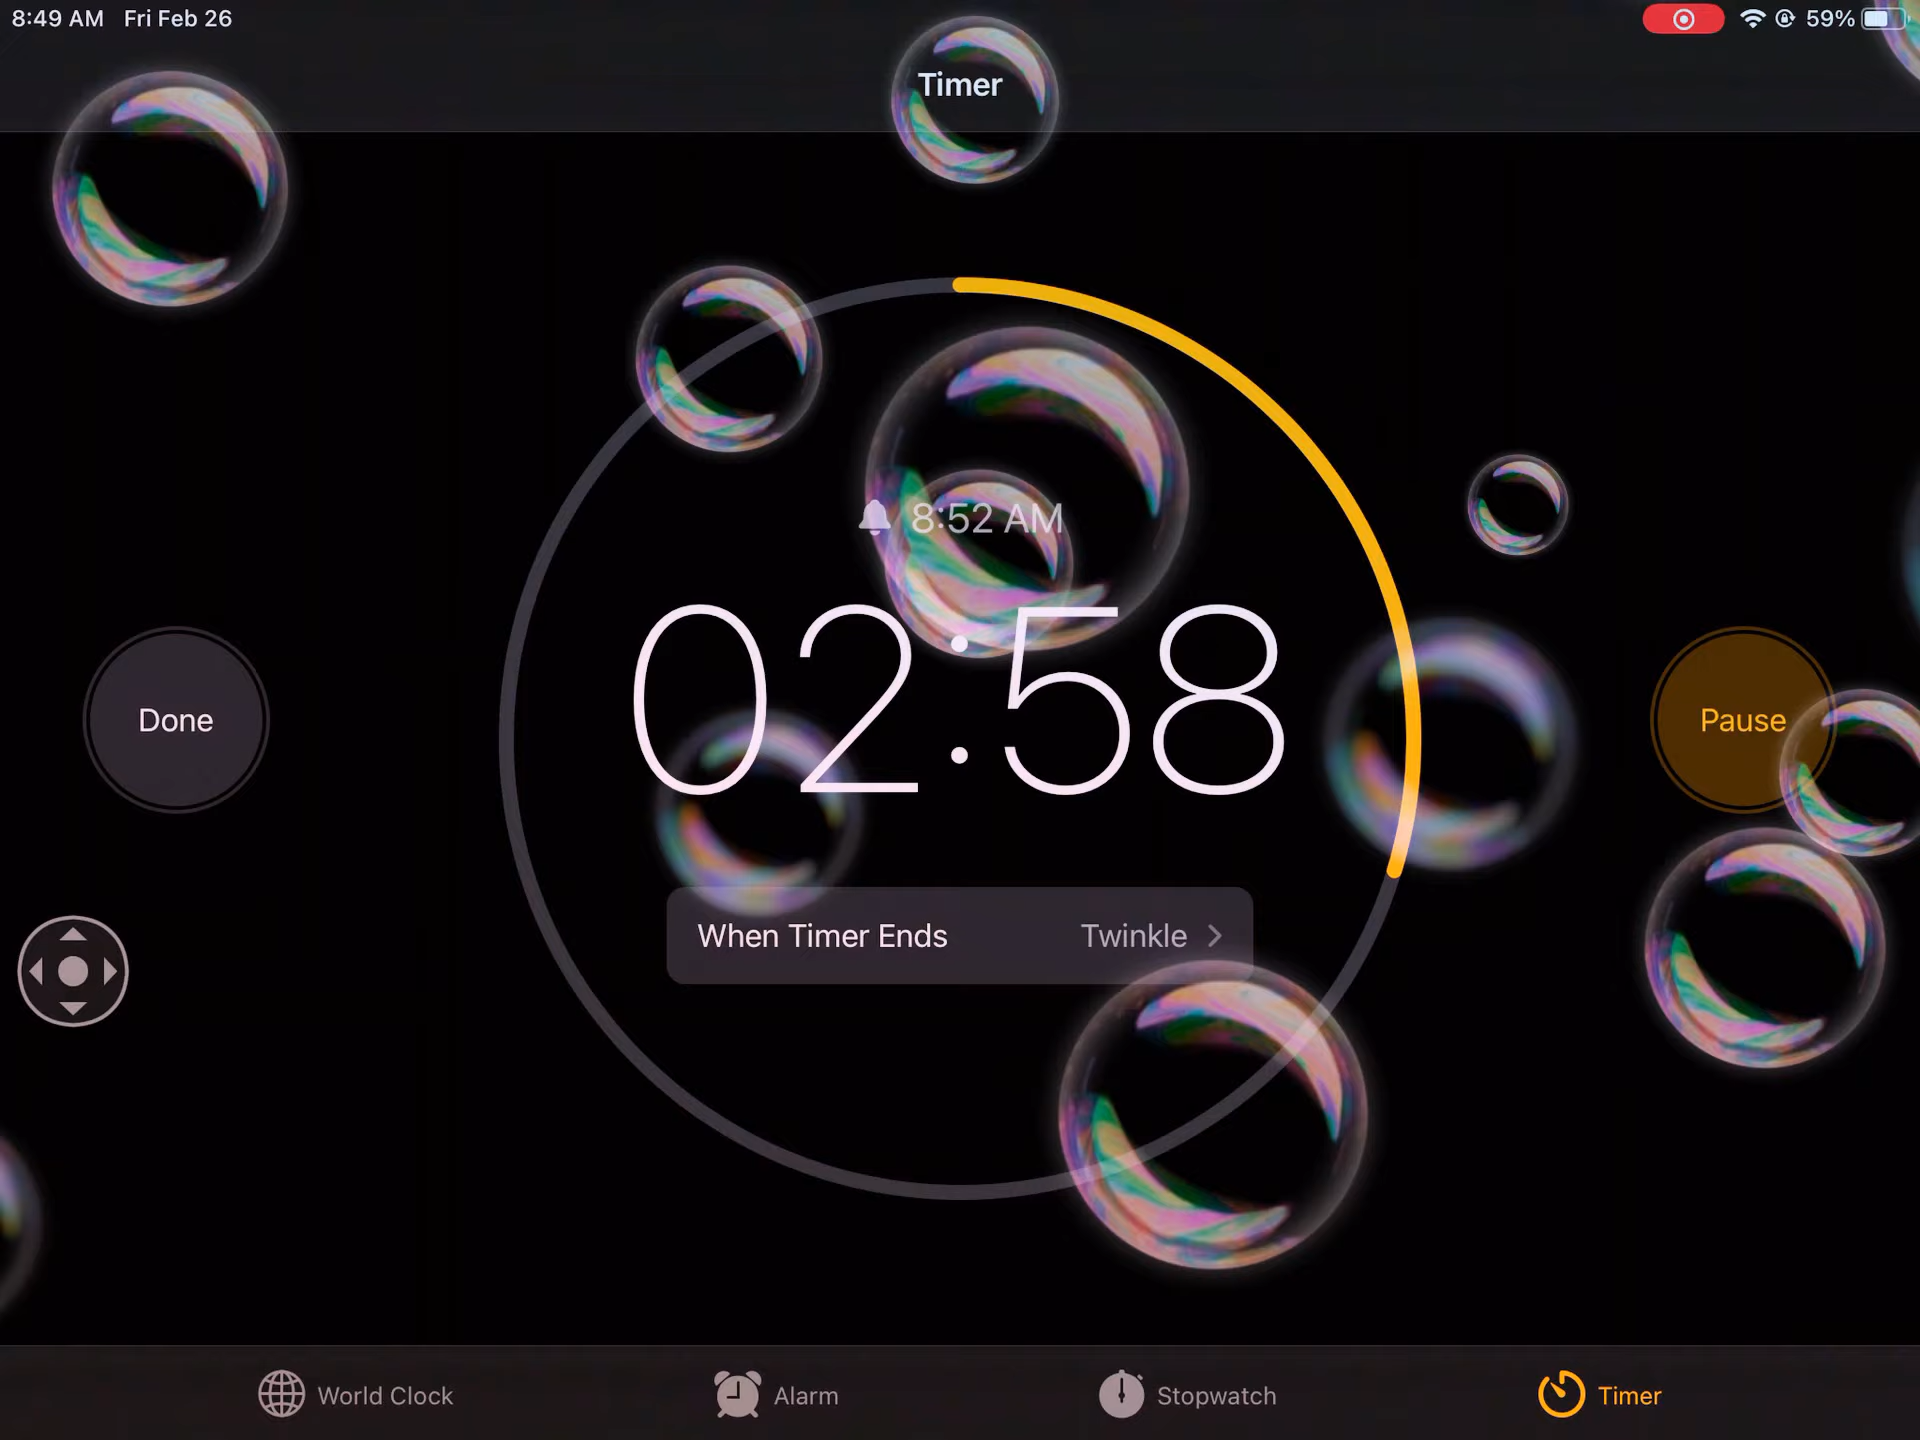 8:49 AM Fri Feb 26
59%
Timer
8:52 AM
02:58
Done
Pause
When Timer Ends Twinkle
World Clock Alarm Stopwatch Timer